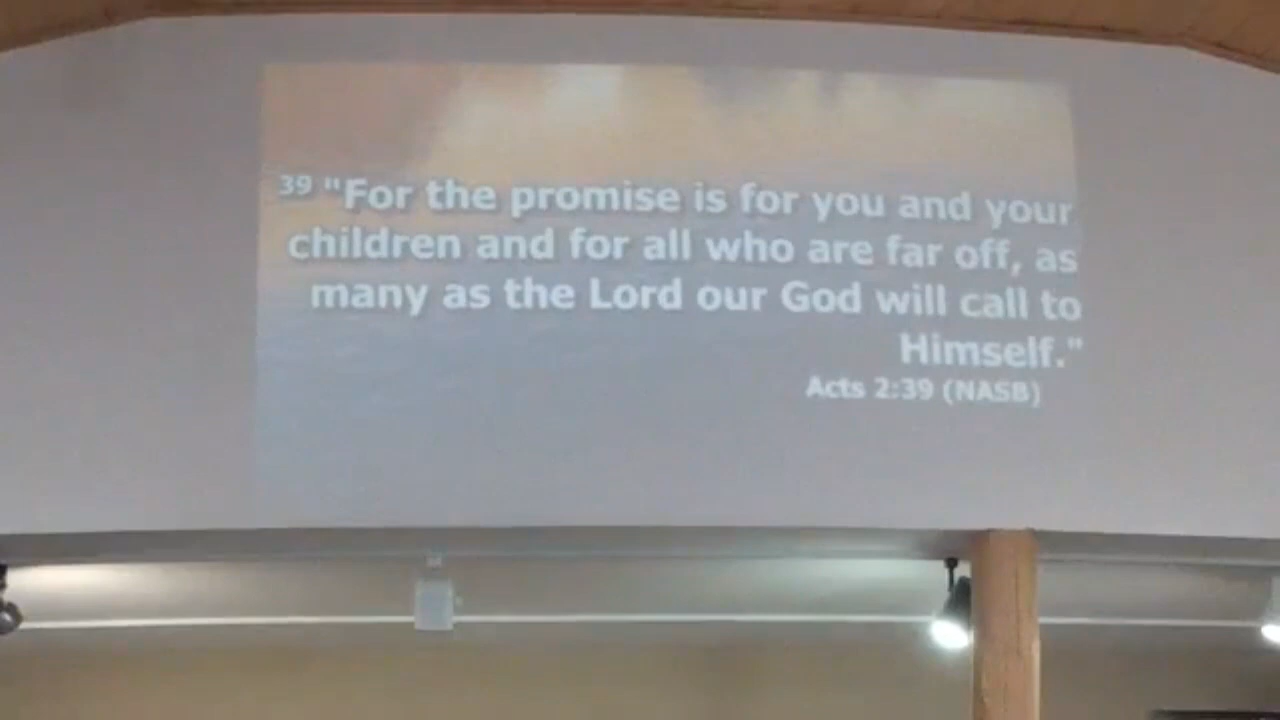 39 "For the promise is for you and your
children and for all who are far off, as
many as the Lord our God will call to
Himself."
Acts 2:39 (NASB)